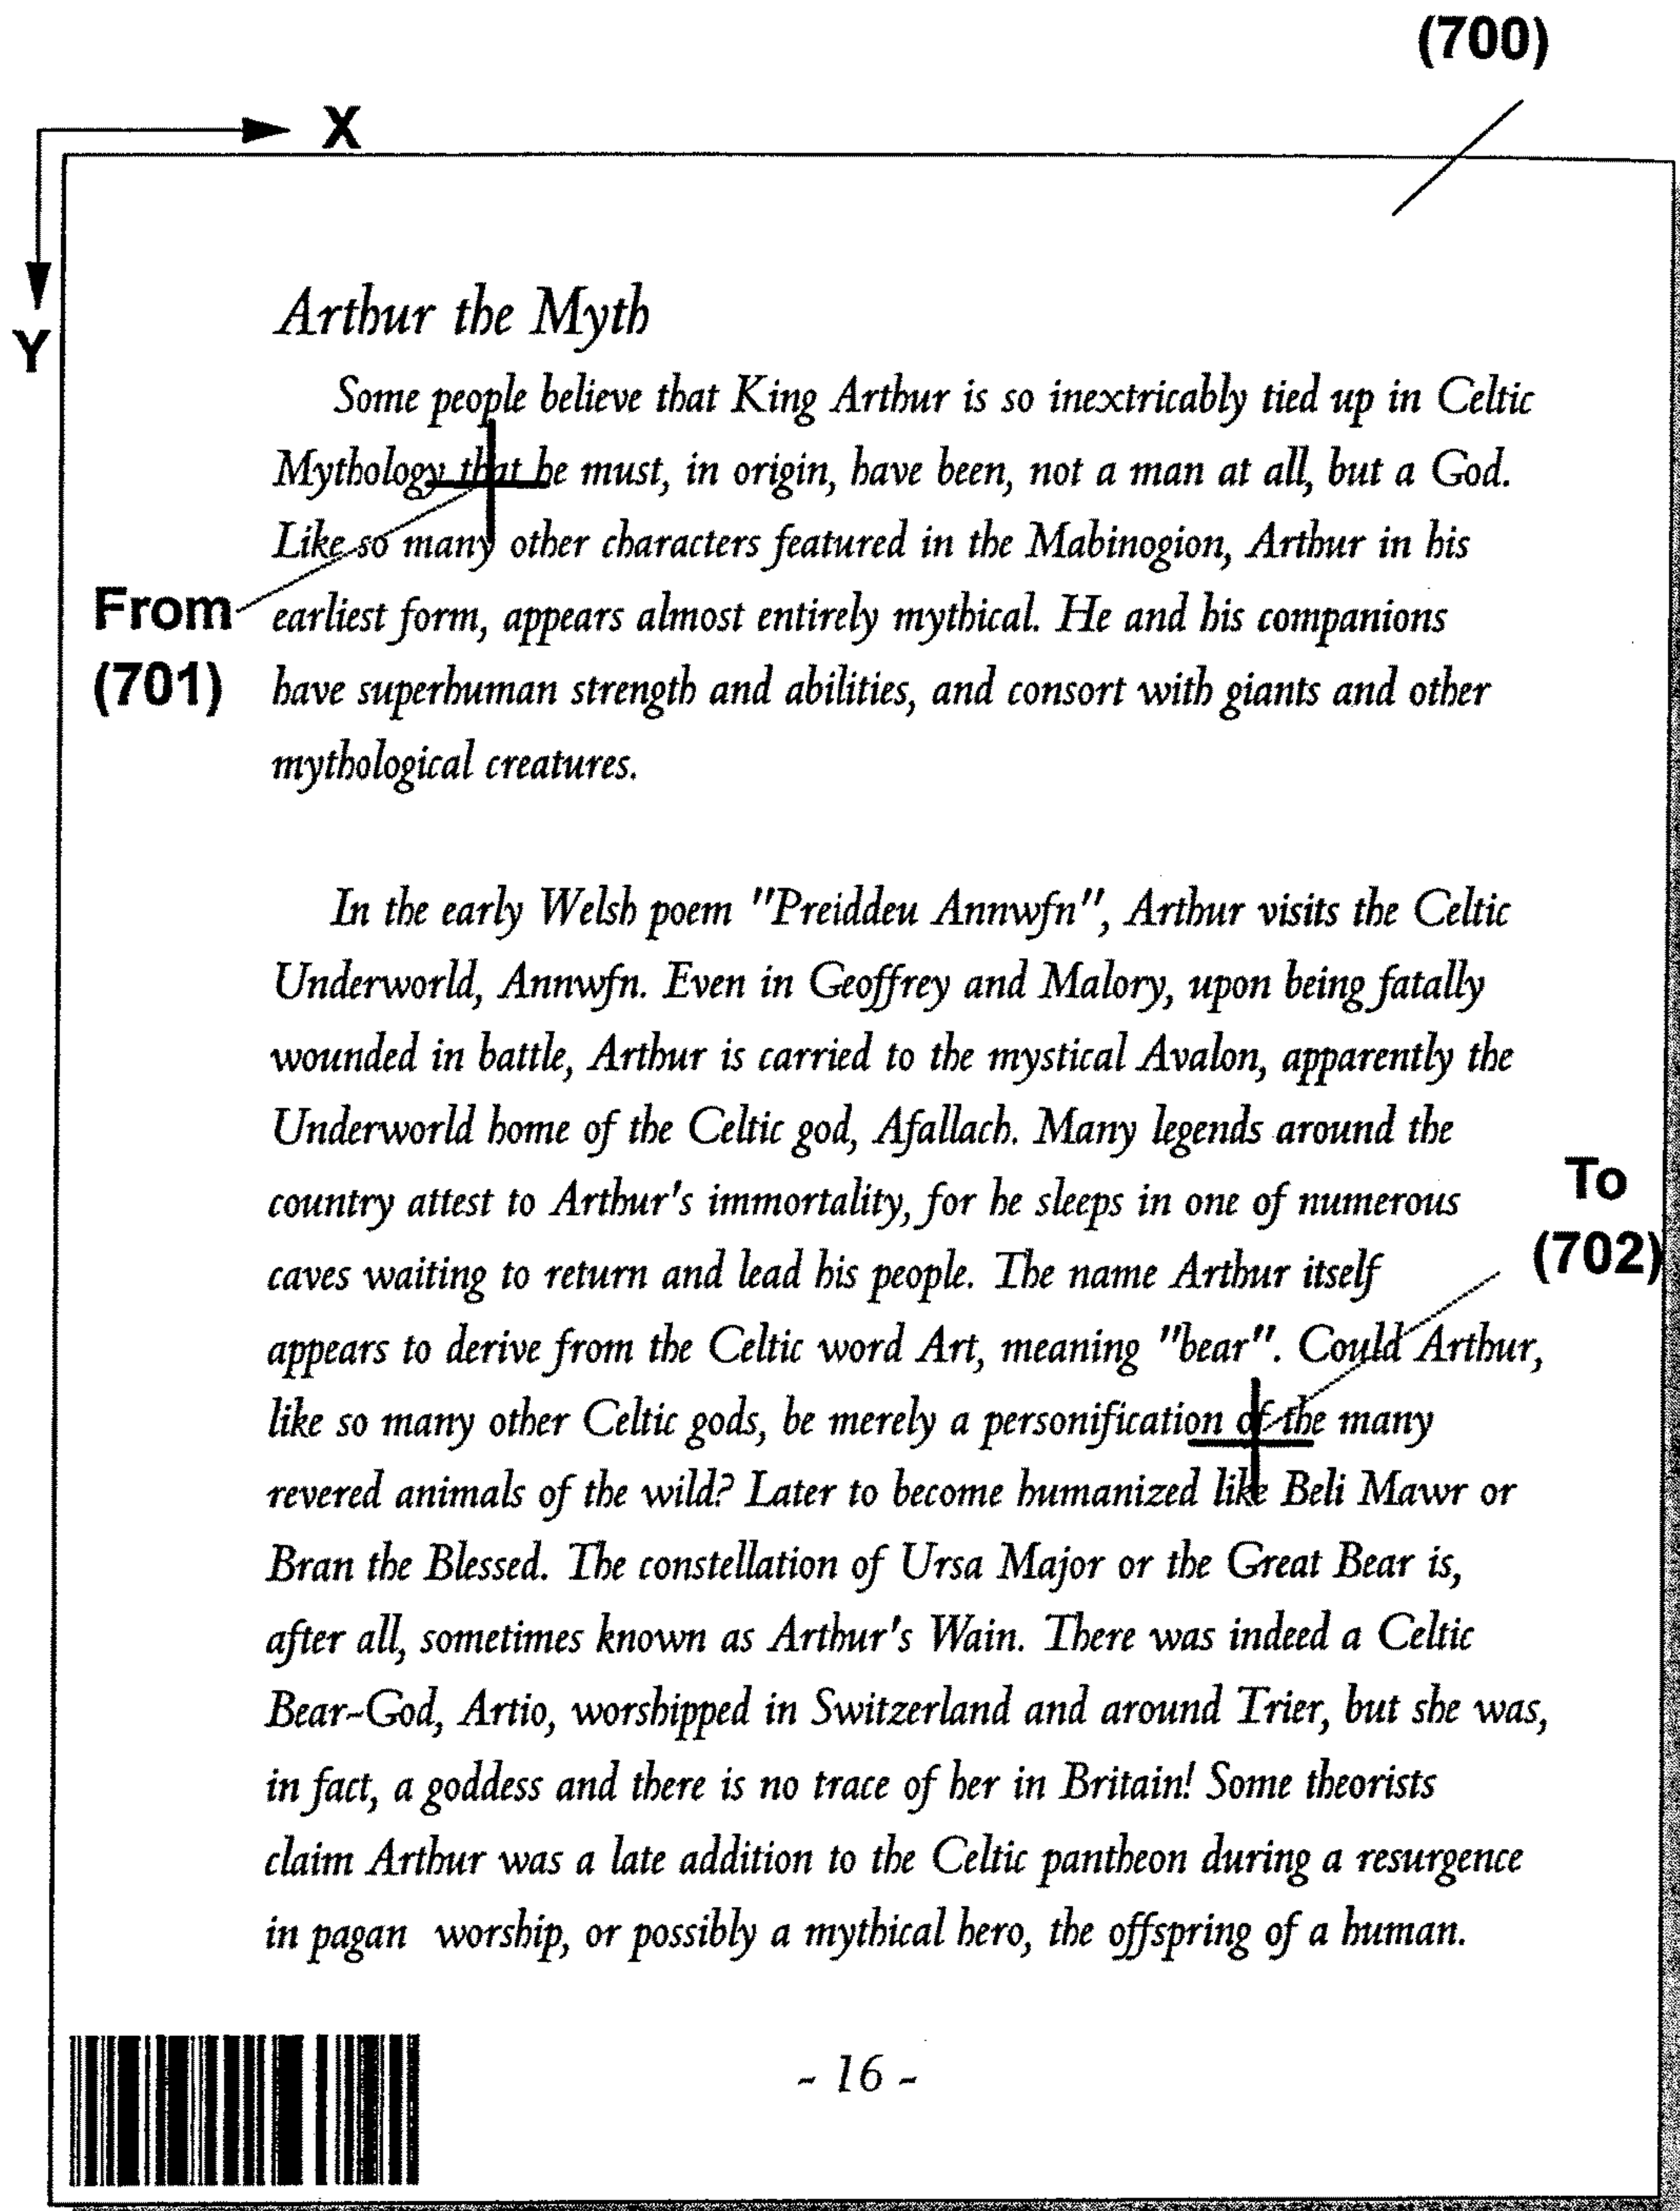 (700)
X
Y
Arthur the Myth
Some people believe that King Arthur is so inextricably tied up in Celtic
Mythology that he must, in origin, have been, not a man at all, but a God.
Like so many other characters featured in the Mabinogion, Arthur in his
From
earliest form, appears almost entirely mythical. He and his companions
(701)
have superhuman strength and abilities, and consort with giants and other
mythological creatures.
In the early Welsh poem "Preiddeu Annwfn", Arthur visits the Celtic
Underworld, Annwfn. Even in Geoffrey and Malory, upon being fatally
wounded in battle, Arthur is carried to the mystical Avalon, apparently the
Underworld home of the Celtic god, Afallach. Many legends around the
To
country attest to Arthur's immortality, for he sleeps in one of numerous
(702)
caves waiting to return and lead his people. The name Arthur itself
appears to derive from the Celtic word Art, meaning "bear". Could Arthur,
like so many other Celtic gods, be merely a personification of the many
revered animals of the wild? Later to become humanized like Beli Mawr or
Bran the Blessed. The constellation of Ursa Major or the Great Bear is,
after all, sometimes known as Arthur's Wain. There was indeed a Celtic
Bear-God, Artio, worshipped in Switzerland and around Trier, but she was,
in fact, a goddess and there is no trace of her in Britain! Some theorists
claim Arthur was a late addition to the Celtic pantheon during a resurgence
in pagan worship, or possibly a mythical hero, the offspring of a human.
- 16 -